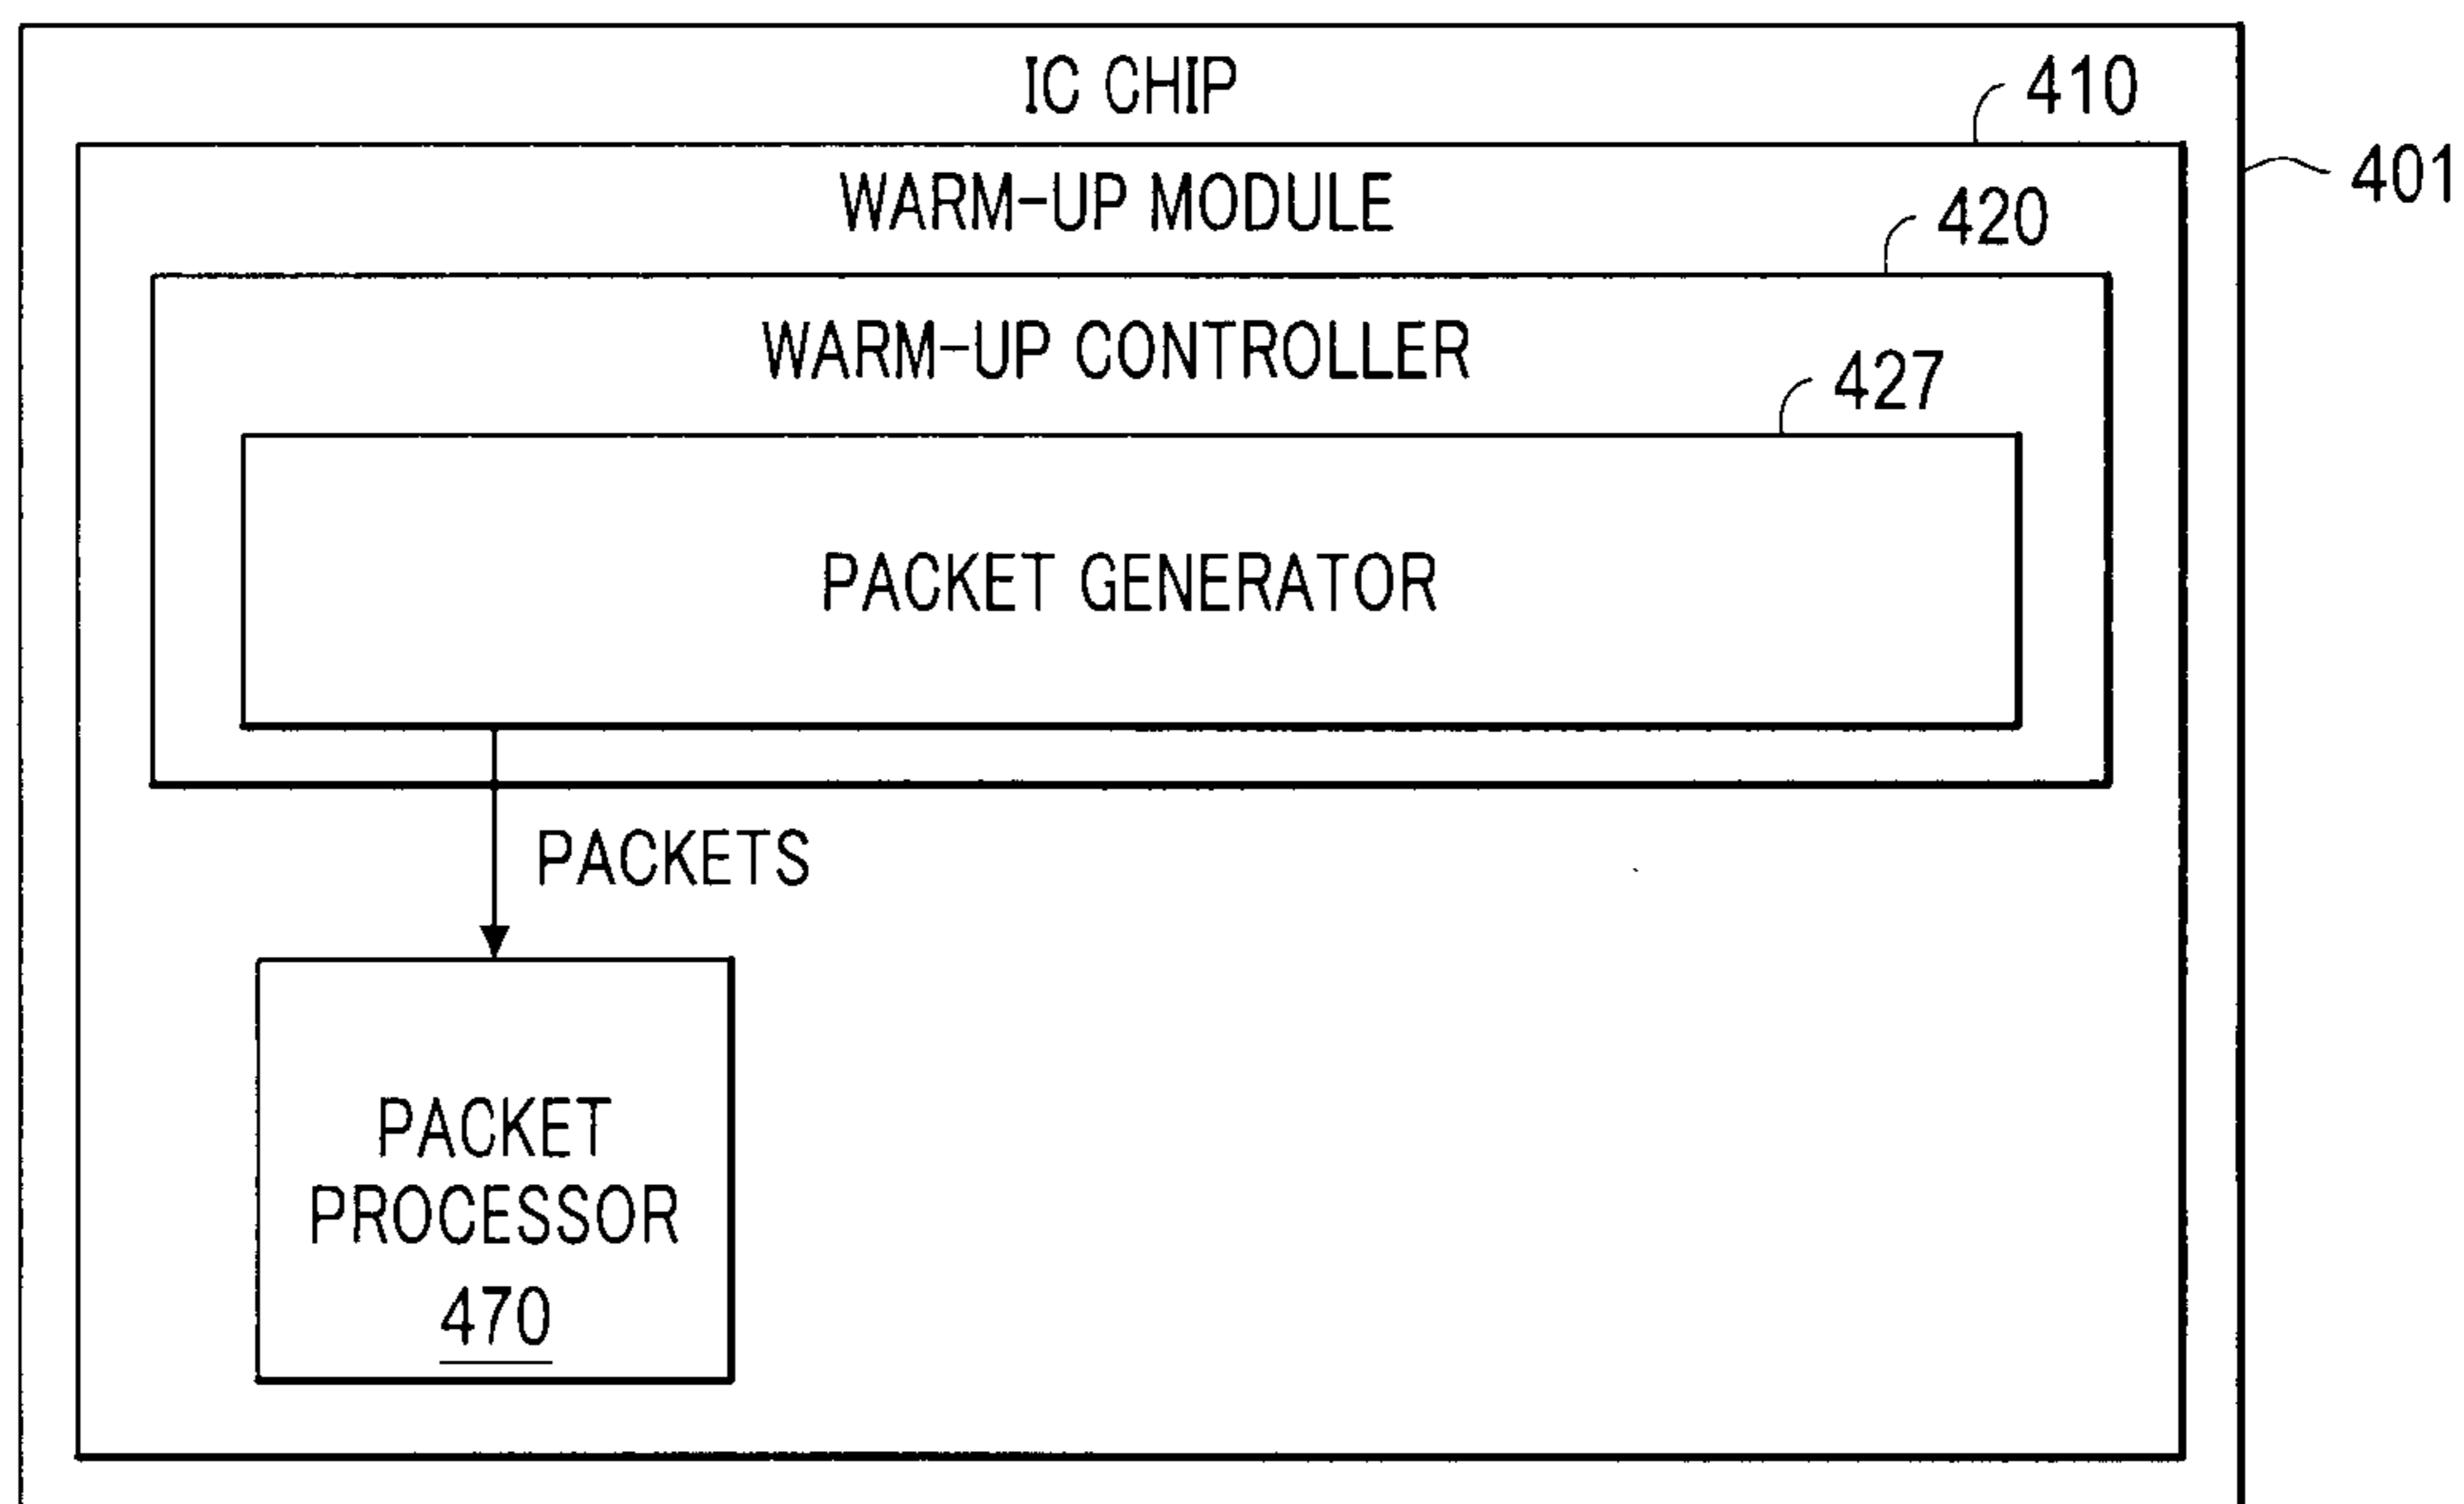 IC CHIP
410
WARM-UP MODULE
401
420
WARM-UP CONTROLLER
427
PACKET GENERATOR
PACKETS
PACKET
PROCESSOR
470